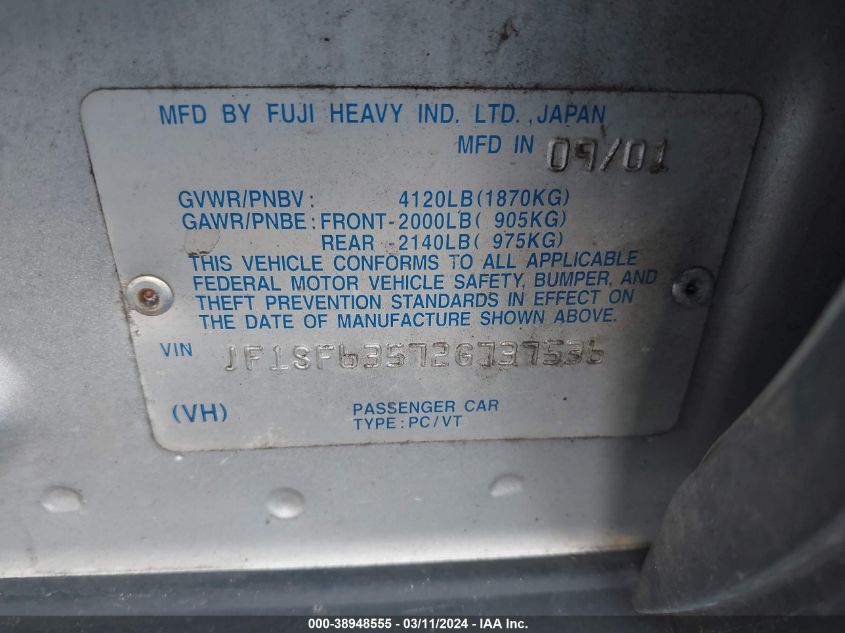 MFD BY FUJI HEAVY IND. LTD. ,JAPAN
MFD IN 09/01
GVWR/PNBV : 4120LB(1870KG)
GAWR/PNBE : FRONT-2000LB( 905KG)
REAR -2140LB( 975KG)
THIS VEHICLE CONFORMS TO ALL APPLICABLE
FEDERAL MOTOR VEHICLE SAFETY, BUMPER, AND
THEFT PREVENTION STANDARDS IN EFFECT ON
THE DATE OF MANUFACTURE SHOWN ABOVE.
VIN JF1SF63572G737536
(VH) PASSENGER CAR
TYPE : PC/VT
000-38948555 - 03/11/2024 - © IAA Inc.